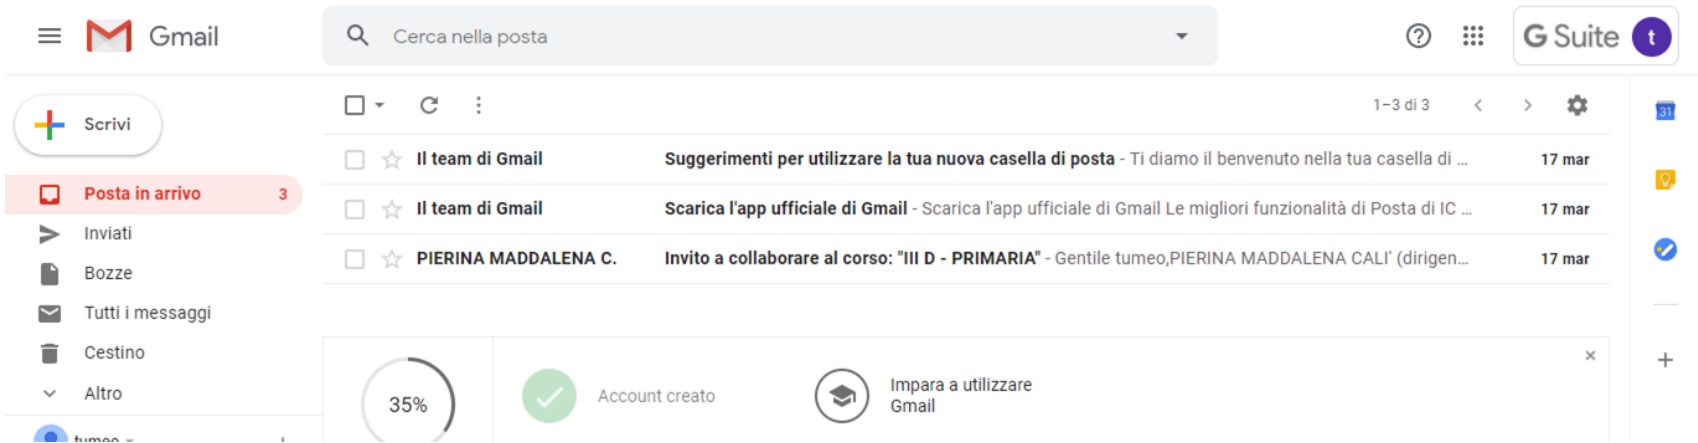 Gmail
Cerca nella posta
G Suite
t
Scrivi
1–3 di 3
31
Posta in arrivo 3
Inviati
Bozze
Tutti i messaggi
Cestino
Altro
tumeo
Il team di Gmail Suggerimenti per utilizzare la tua nuova casella di posta - Ti diamo il benvenuto nella tua casella di ... 17 mar
Il team di Gmail Scarica l'app ufficiale di Gmail - Scarica l'app ufficiale di Gmail Le migliori funzionalità di Posta di IC ... 17 mar
PIERINA MADDALENA C. Invito a collaborare al corso: "III D - PRIMARIA" - Gentile tumeo,PIERINA MADDALENA CALI' (dirigen... 17 mar
35%
Account creato
Impara a utilizzare
Gmail